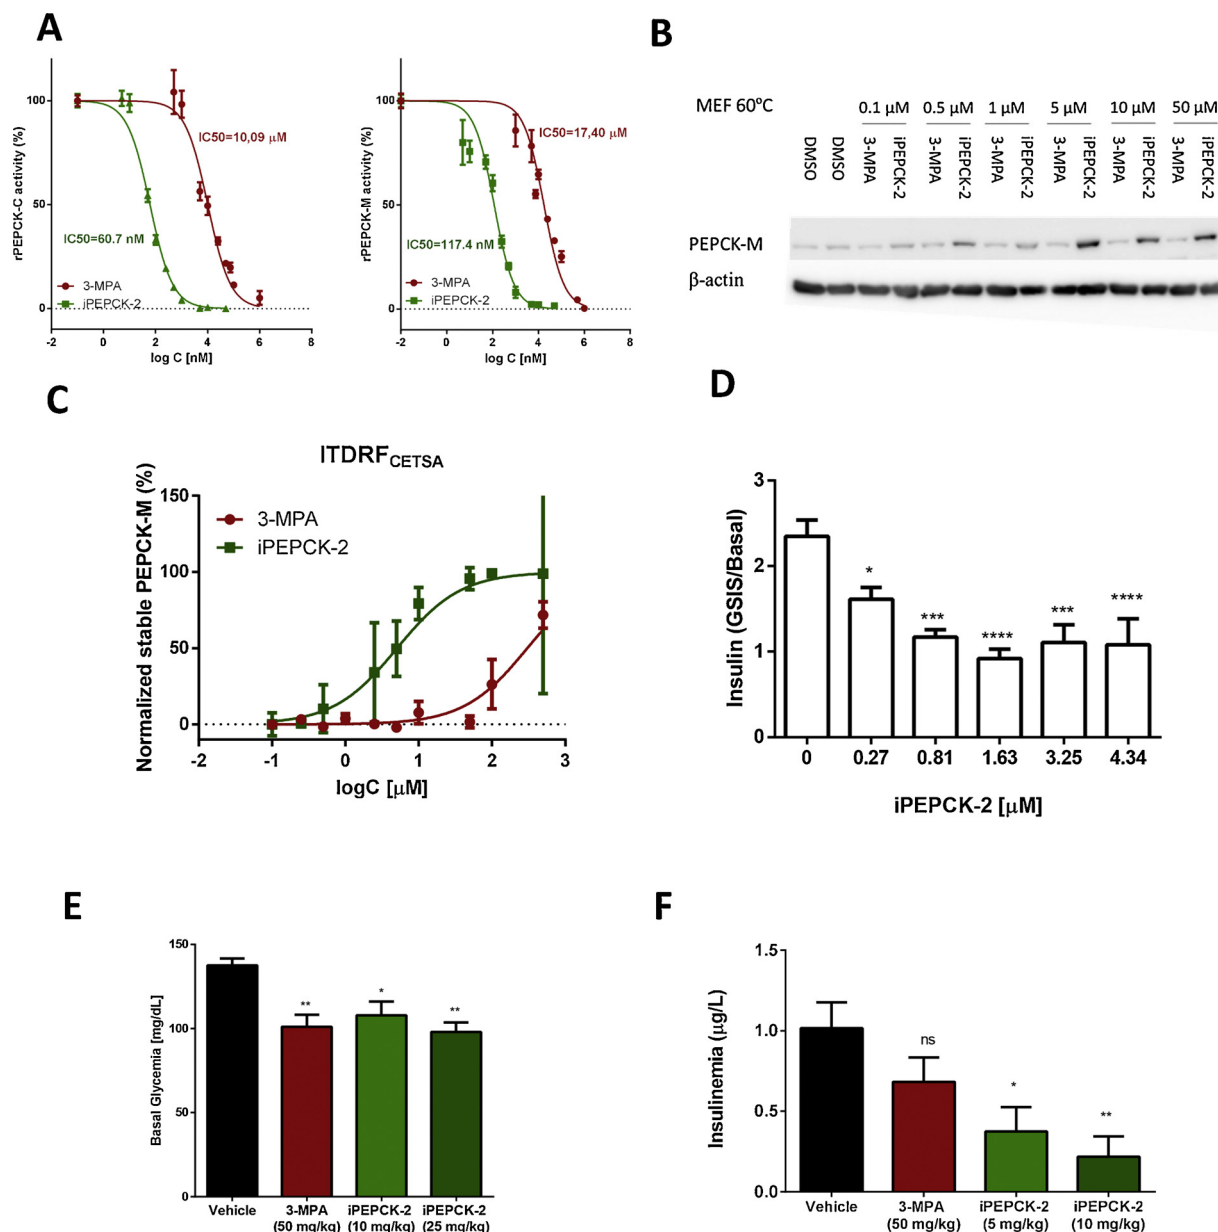 A
100
50
0
rPEPCK-C activity (%)
IC50=10,09 µM
IC50=60.7 nM
3-MPA
iPEPCK-2
-2 0 2 4 6 8
log C [nM]
100
50
0
rPEPCK-M activity (%)
IC50=17,40 µM
IC50=117.4 nM
3-MPA
iPEPCK-2
-2 0 2 4 6 8
log C [nM]
B
MEF 60ºC
0.1 µM 0.5 µM 1 µM 5 µM 10 µM 50 µM
DMSO DMSO 3-MPA iPEPCK-2 3-MPA iPEPCK-2 3-MPA iPEPCK-2 3-MPA iPEPCK-2 3-MPA iPEPCK-2 3-MPA iPEPCK-2
PEPCK-M
β-actin
C
ITDRFCETSA
Normalized stable PEPCK-M (%)
150
100
50
0
3-MPA
iPEPCK-2
-2 -1 0 1 2 3
logC [µM]
D
Insulin (GSIS/Basal)
3
2
1
0
* *** **** *** ****
0 0.27 0.81 1.63 3.25 4.34
iPEPCK-2 [µM]
E
Basal Glycemia [mg/dL]
150
100
50
0
** * **
Vehicle 3-MPA iPEPCK-2 iPEPCK-2
(50 mg/kg) (10 mg/kg) (25 mg/kg)
F
Insulinemia (µg/L)
1.5
1.0
0.5
0.0
ns * **
Vehicle 3-MPA iPEPCK-2 iPEPCK-2
(50 mg/kg) (5 mg/kg) (10 mg/kg)